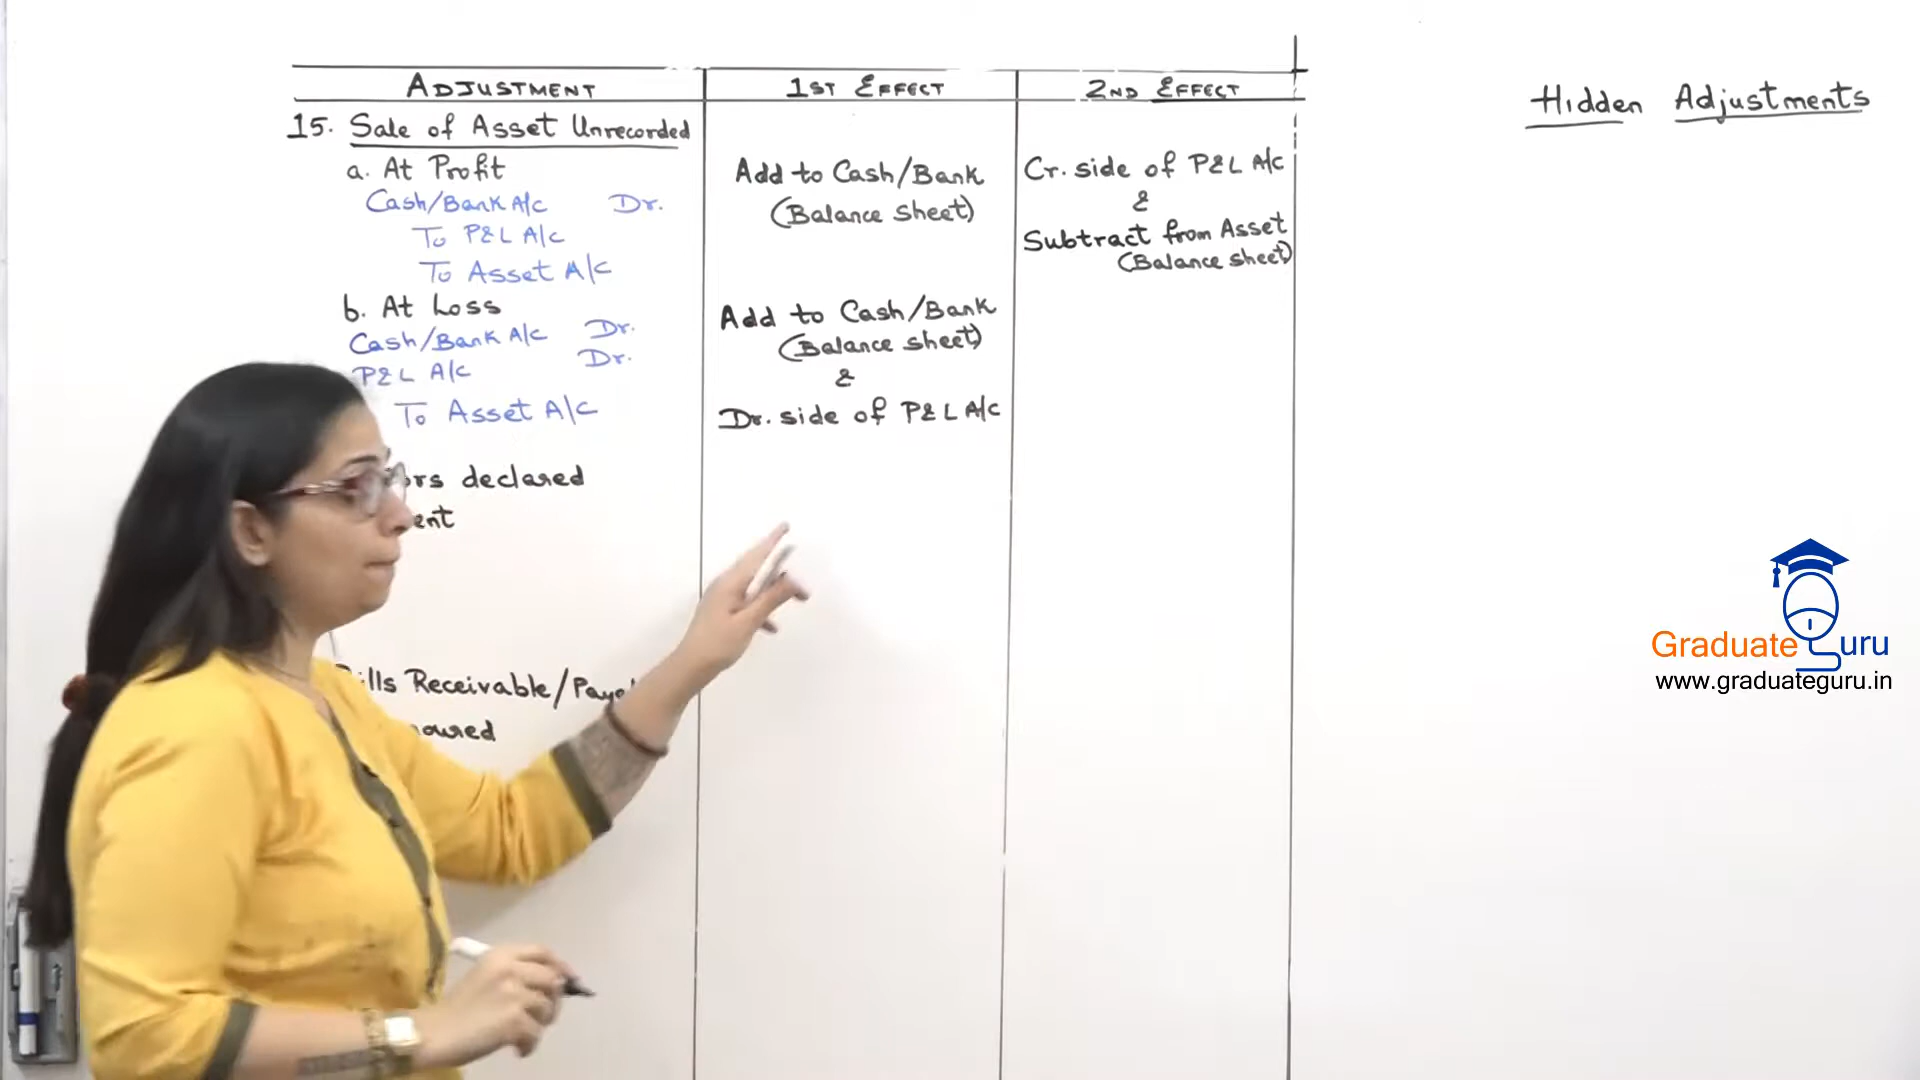 ADJUSTMENT 1ST EFFECT 2ND EFFECT
Hidden Adjustments
15. Sale of Asset Unrecorded
a. At Profit
Cash/Bank A/c Dr.
To P&L A/c
To Asset A/c
Add to Cash/Bank
(Balance sheet)
Cr. side of P&L A/c
&
Subtract from Asset
(Balance sheet)
b. At Loss
Cash/Bank A/c Dr.
P&L A/c Dr.
To Asset A/c
Add to Cash/Bank
(Balance sheet)
&
Dr. side of P&L A/c
declared
Receivable/
GraduateGuru
www.graduateguru.in